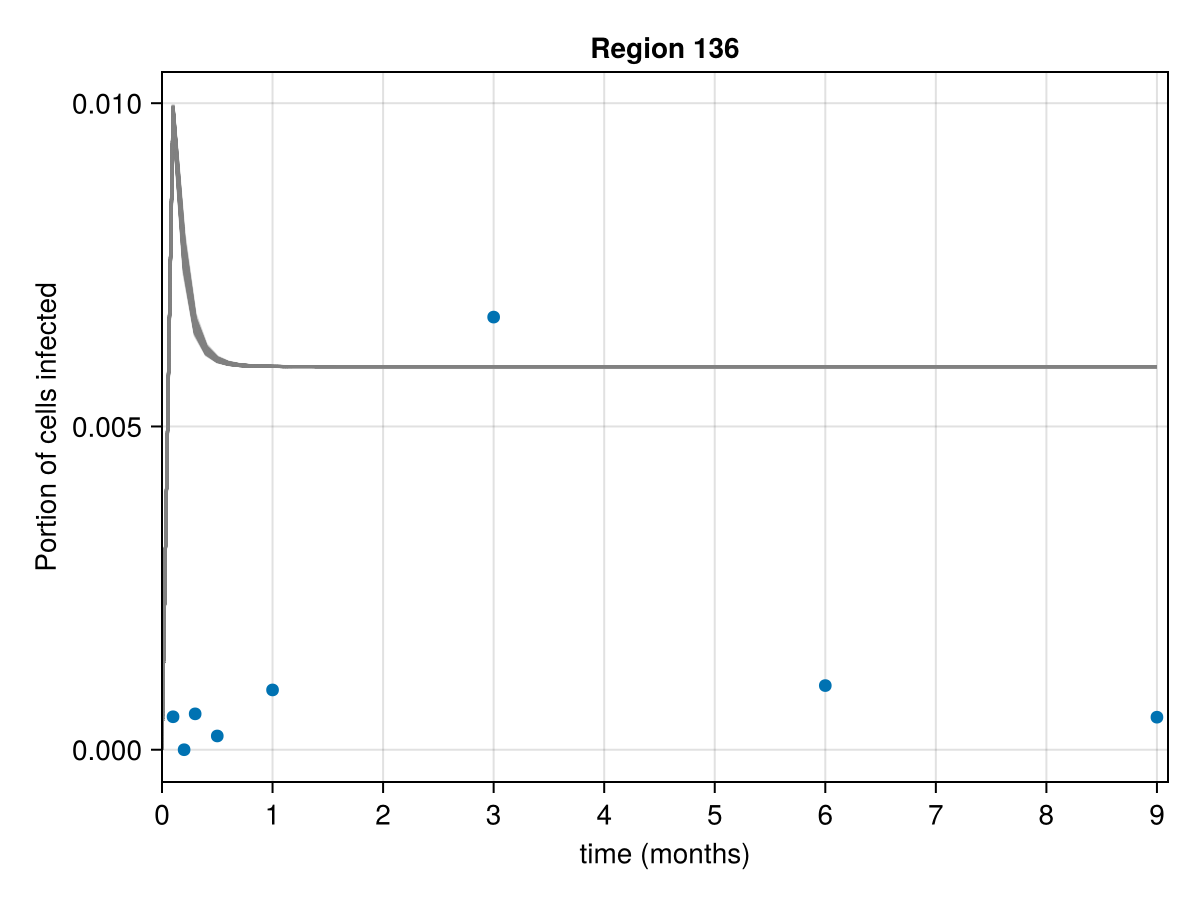 Region 136
Portion of cells infected
0.010
0.005
0.000
0 1 2 3 4 5 6 7 8 9
time (months)